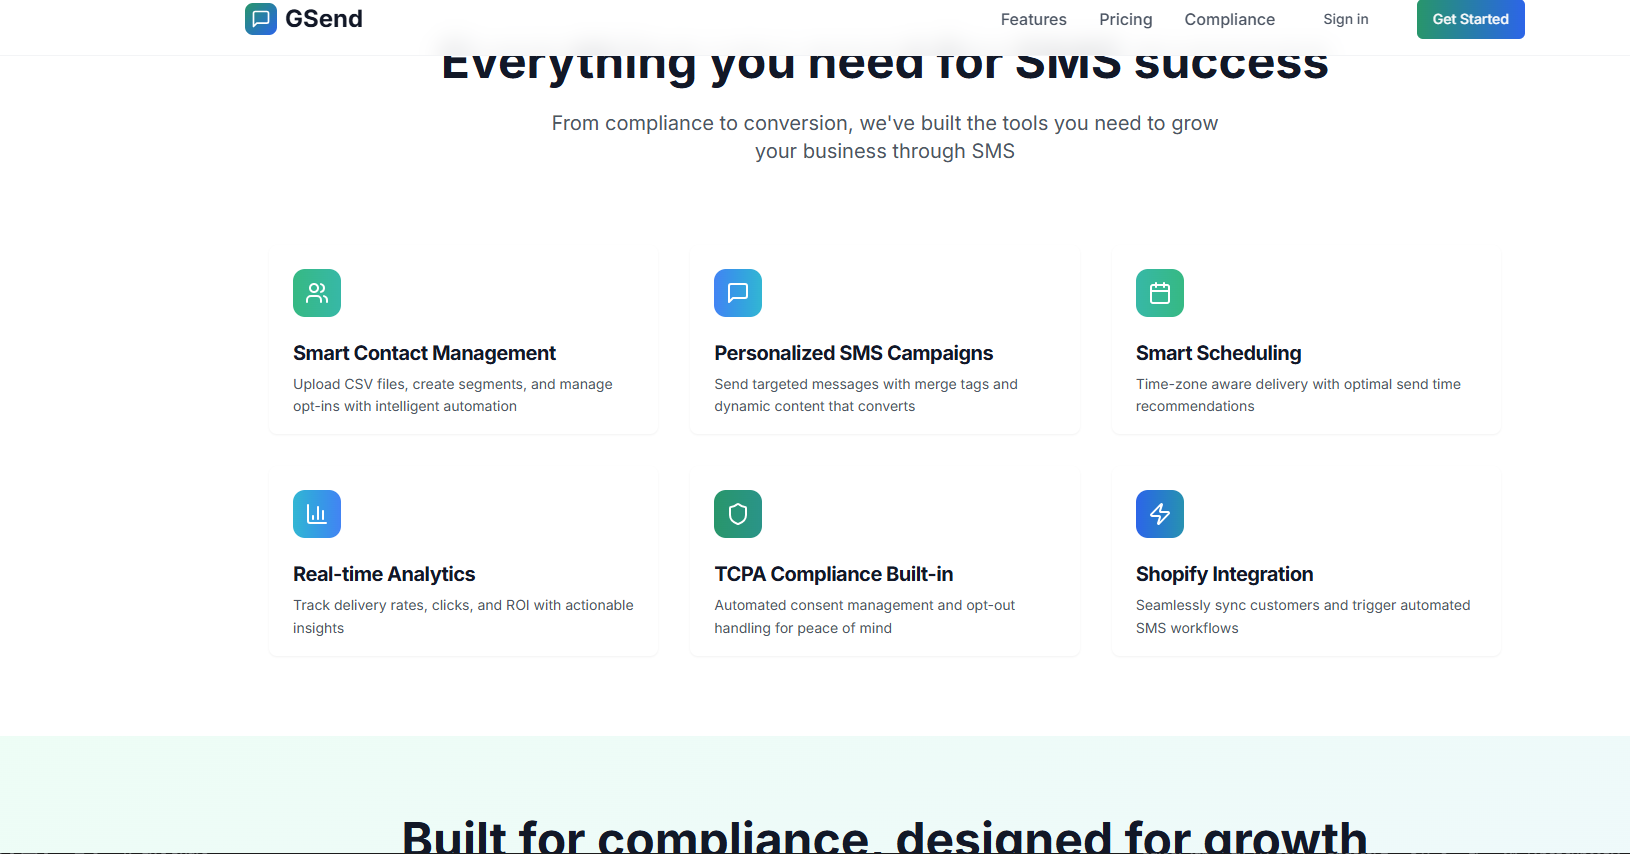 GSend
Features
Pricing
Compliance
Sign in
Get Started
Everything you need for SMS success
From compliance to conversion, we've built the tools you need to grow
your business through SMS
Smart Contact Management
Upload CSV files, create segments, and manage
opt-ins with intelligent automation
Personalized SMS Campaigns
Send targeted messages with merge tags and
dynamic content that converts
Smart Scheduling
Time-zone aware delivery with optimal send time
recommendations
Real-time Analytics
Track delivery rates, clicks, and ROI with actionable
insights
TCPA Compliance Built-in
Automated consent management and opt-out
handling for peace of mind
Shopify Integration
Seamlessly sync customers and trigger automated
SMS workflows
Built for compliance, designed for growth